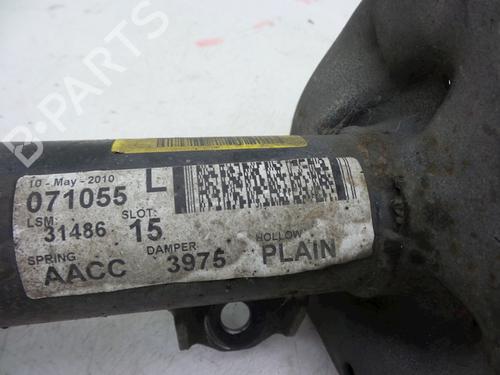 B-PARTS
10 - May - 2010
071055 L
LSM. SLOT.
31486 15
SPRING DAMPER HOLLOW
AACC 3975 PLAIN